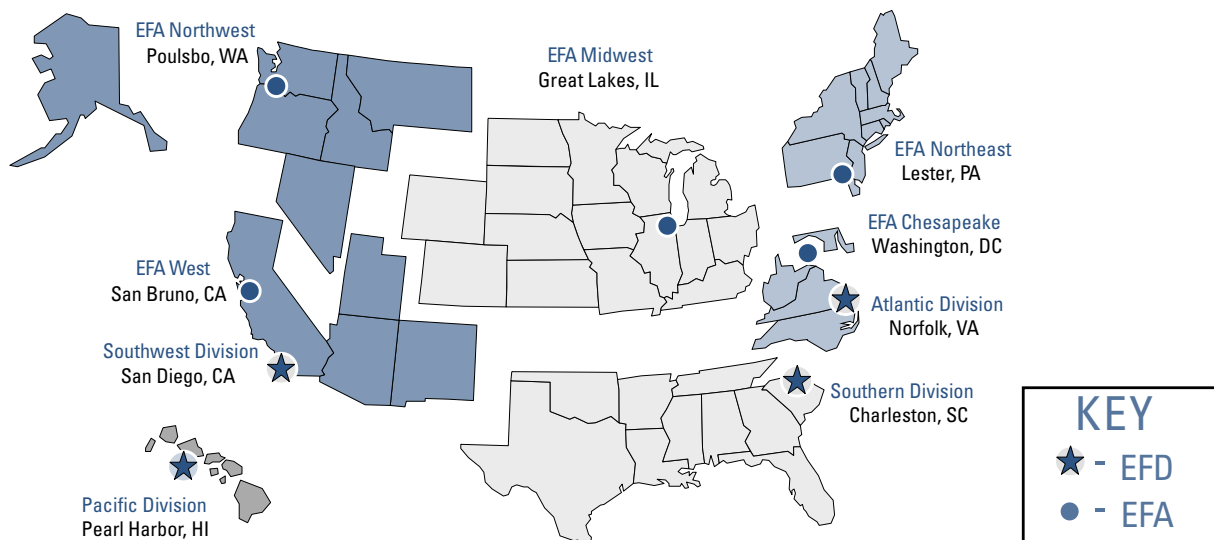 EFA Northwest
Poulsbo, WA
EFA Midwest
Great Lakes, IL
EFA Northeast
Lester, PA
EFA Chesapeake
Washington, DC
EFA West
San Bruno, CA
Atlantic Division
Norfolk, VA
Southwest Division
San Diego, CA
Southern Division
Charleston, SC
Pacific Division
Pearl Harbor, HI
KEY
- EFD
- EFA